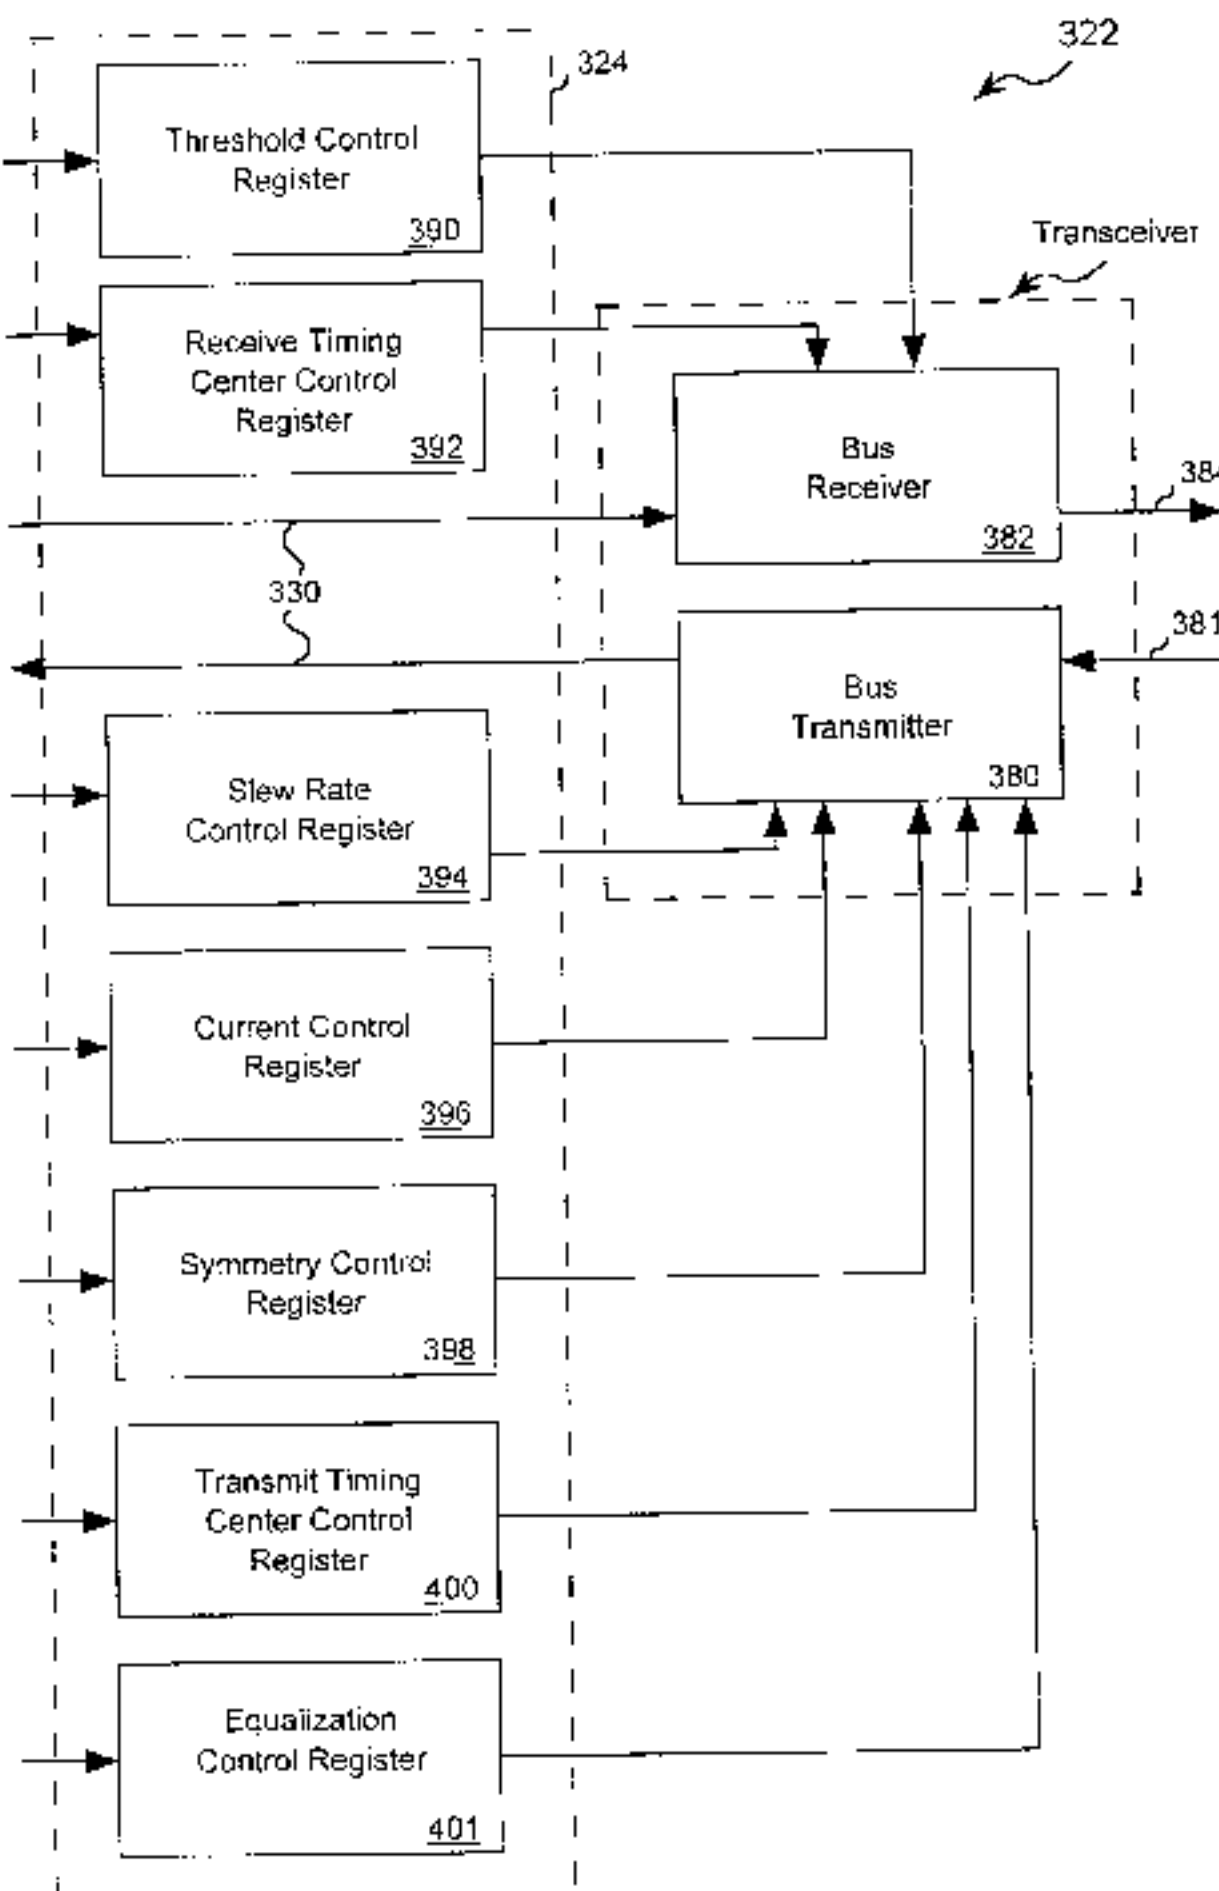 322
324
Threshold Control
Register
390
Transceiver
Receive Timing
Center Control
Register
392
Bus
Receiver
382
384
330
381
Bus
Transmitter
380
Slew Rate
Control Register
394
Current Control
Register
396
Symmetry Control
Register
398
Transmit Timing
Center Control
Register
400
Equalization
Control Register
401